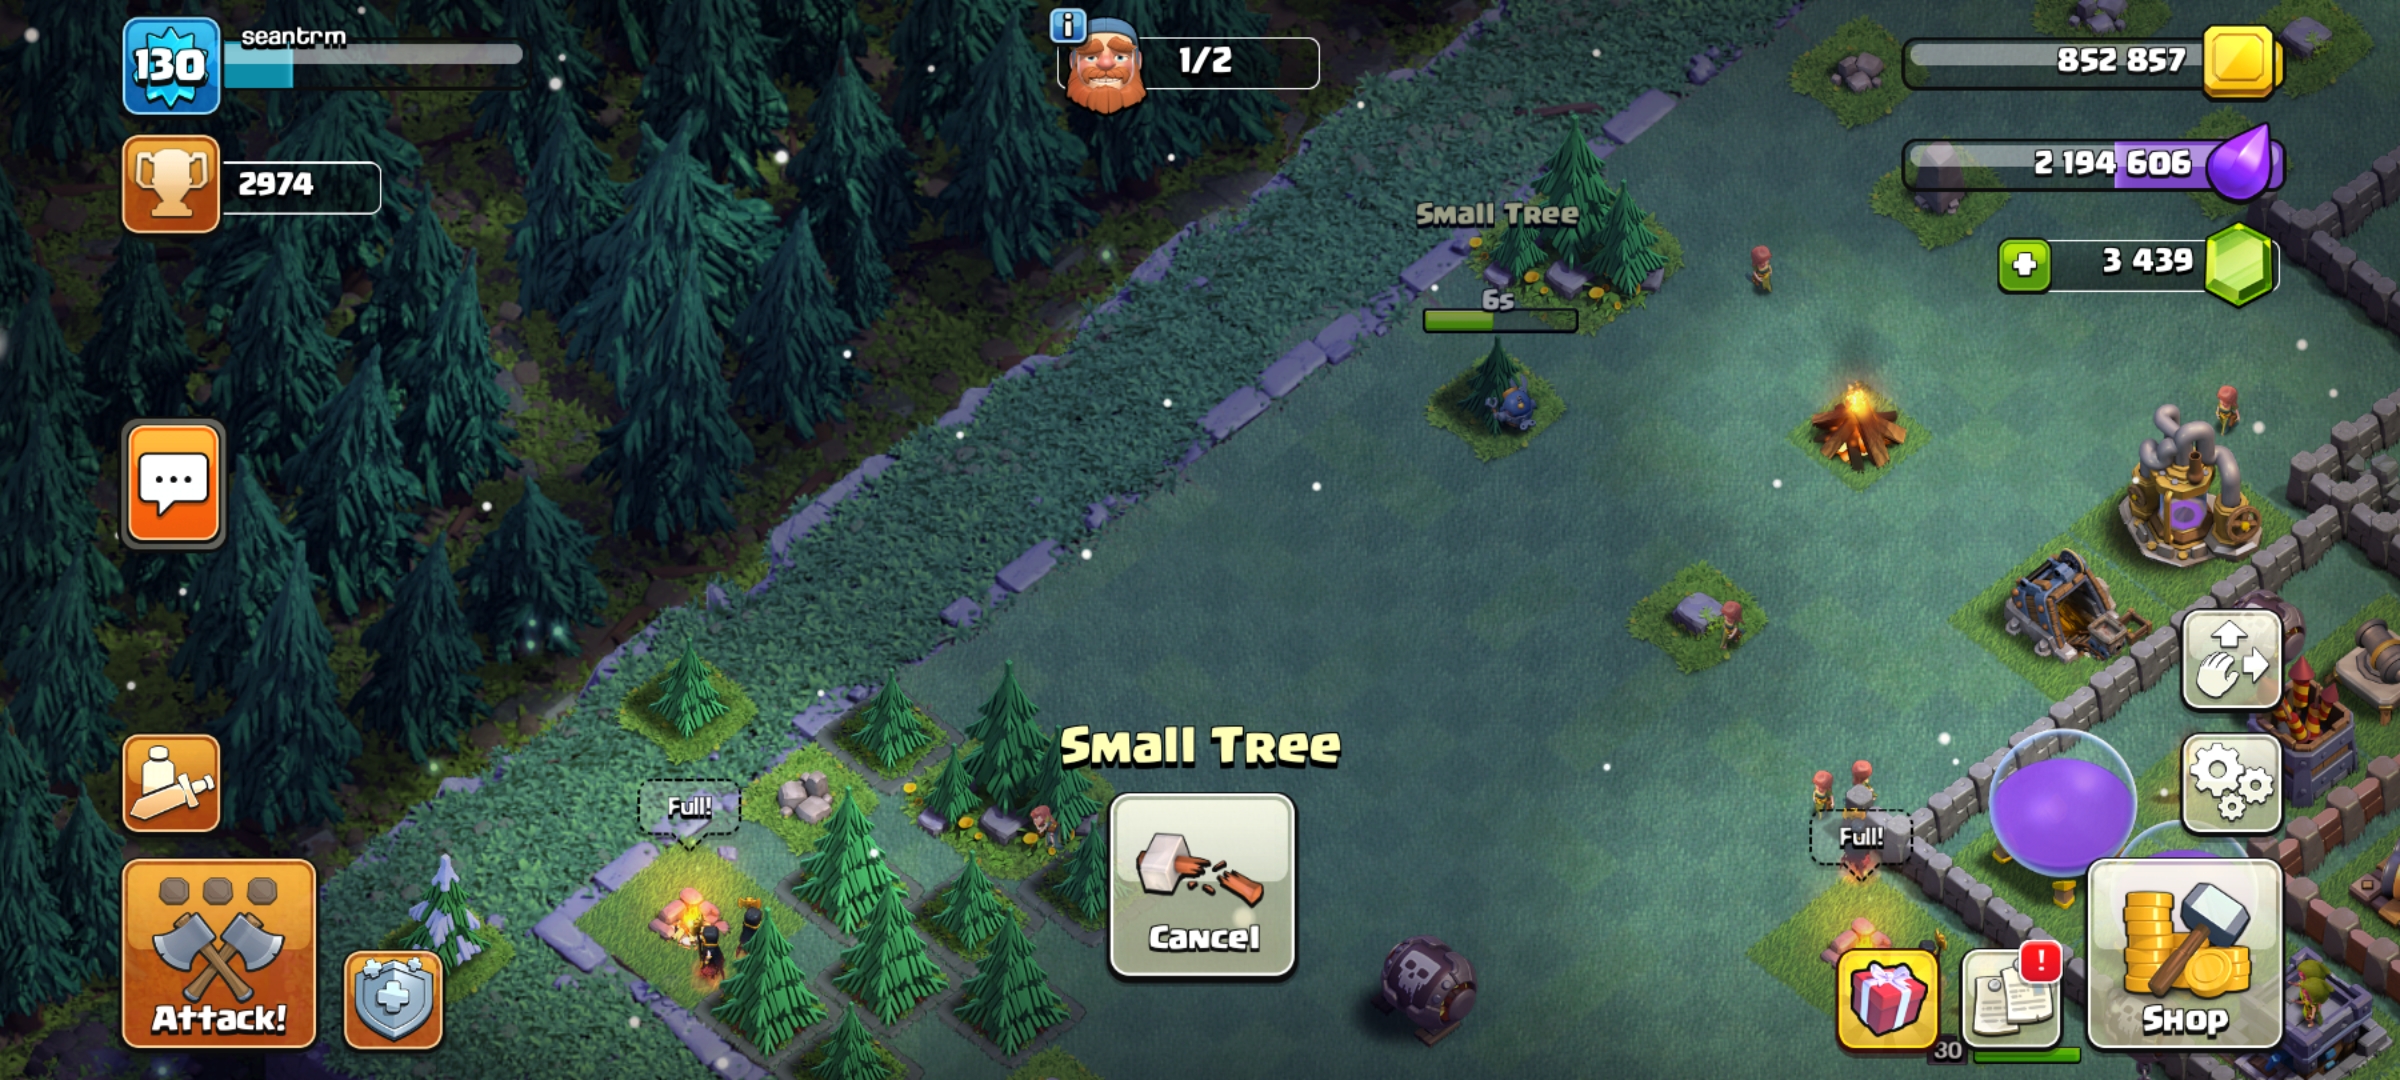 130
seantrm
i
1/2
852 857
2974
2 194 606
3 439
Small Tree
6s
Small Tree
Full!
Full!
Cancel
Attack!
!
30
Shop